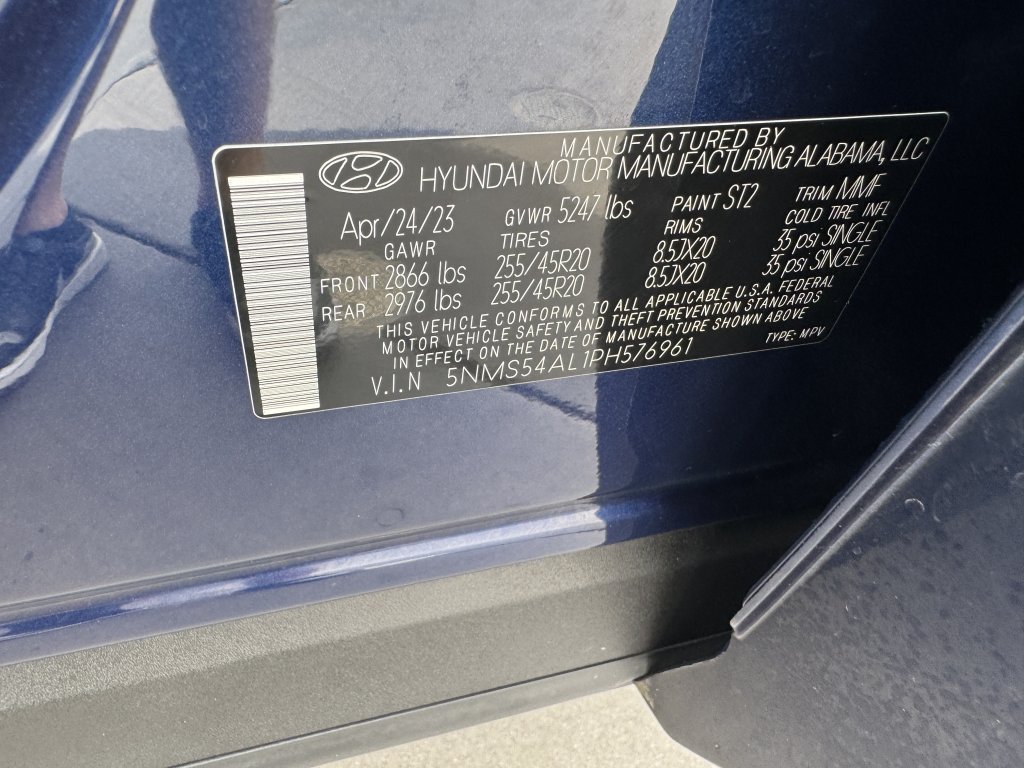 MANUFACTURED BY
HYUNDAI MOTOR MANUFACTURING ALABAMA, LLC
Apr/24/23 GVWR 5247 lbs PAINT ST2 TRIM MMF
GAWR TIRES RIMS COLD TIRE INFL
FRONT 2866 lbs 255/45R20 8.5JX20 35 psi SINGLE
REAR 2976 lbs 255/45R20 8.5JX20 35 psi SINGLE
THIS VEHICLE CONFORMS TO ALL APPLICABLE U.S.A. FEDERAL
MOTOR VEHICLE SAFETY AND THEFT PREVENTION STANDARDS
IN EFFECT ON THE DATE OF MANUFACTURE SHOWN ABOVE
V.I.N 5NMS54AL1PH576961 TYPE: MPV